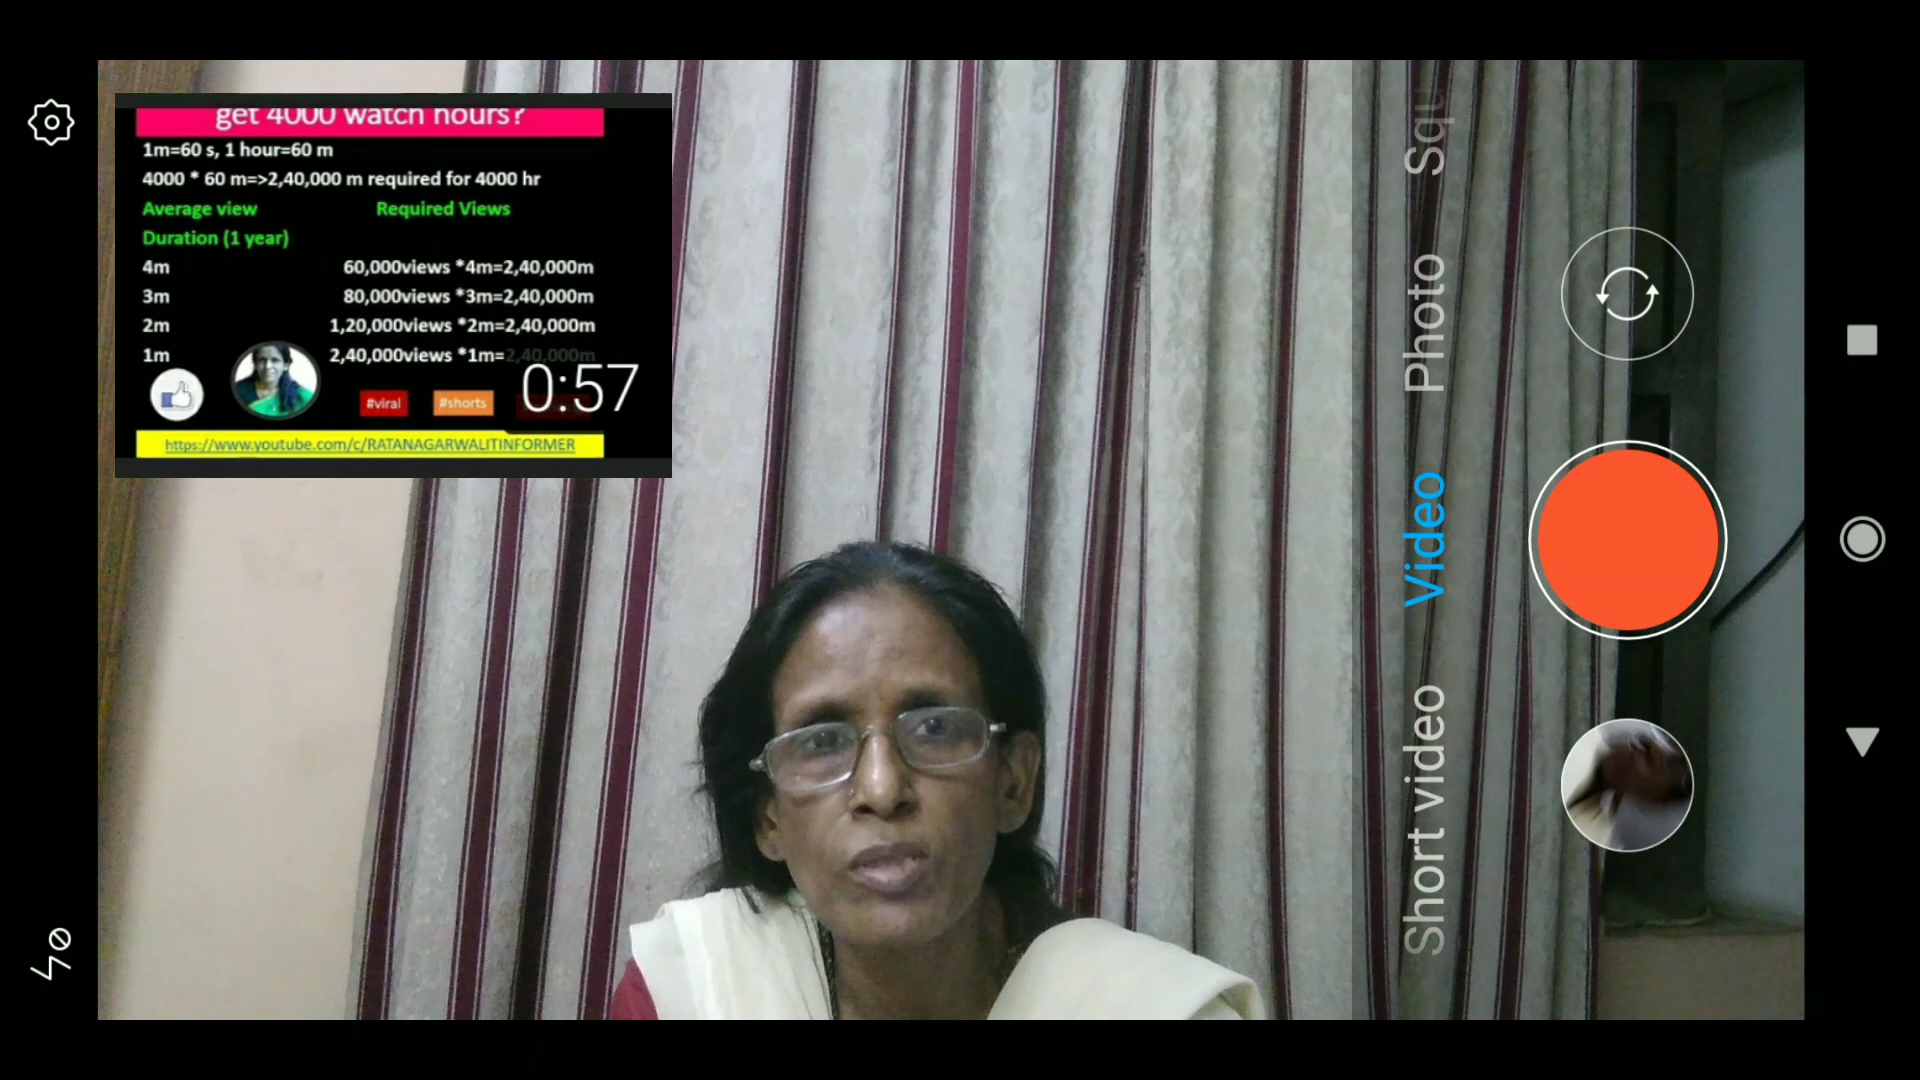 get 4000 watch hours?
1m=60 s, 1 hour=60 m
4000 * 60 m=>2,40,000 m required for 4000 hr
Average view Required Views
Duration (1 year)
4m 60,000views *4m=2,40,000m
3m 80,000views *3m=2,40,000m
2m 1,20,000views *2m=2,40,000m
1m 2,40,000views *1m=2,40,000m
0:57
#viral #shorts
https://www.youtube.com/c/RATANAGARWALITINFORMER
Squ
Photo
Video
Short video